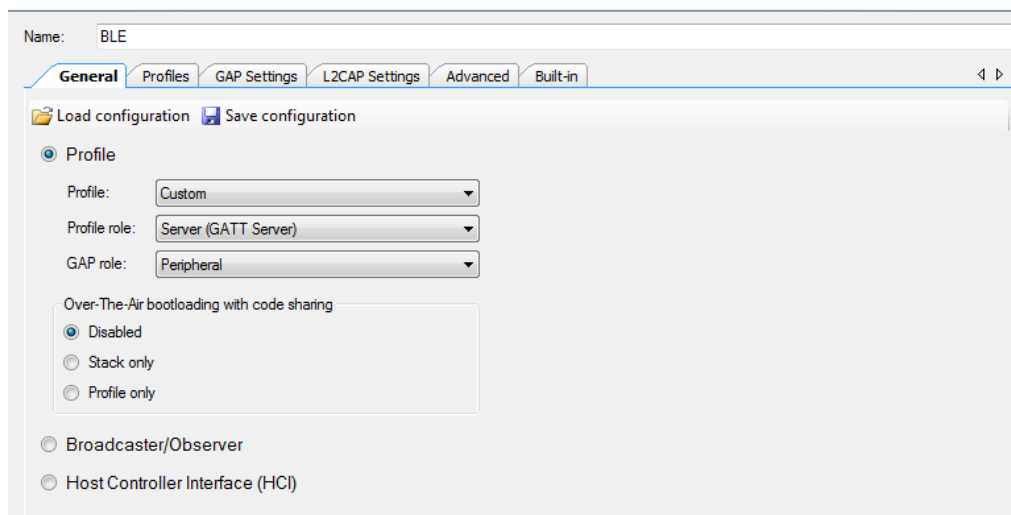 Name: BLE
General Profiles GAP Settings L2CAP Settings Advanced Built-in
Load configuration Save configuration
Profile
Profile: Custom
Profile role: Server (GATT Server)
GAP role: Peripheral
Over-The-Air bootloading with code sharing
Disabled
Stack only
Profile only
Broadcaster/Observer
Host Controller Interface (HCI)